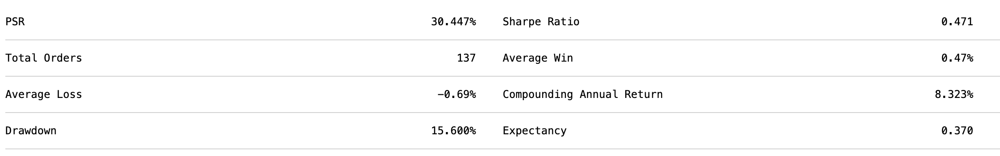 PSR 30.447% Sharpe Ratio 0.471
Total Orders 137 Average Win 0.47%
Average Loss −0.69% Compounding Annual Return 8.323%
Drawdown 15.600% Expectancy 0.370